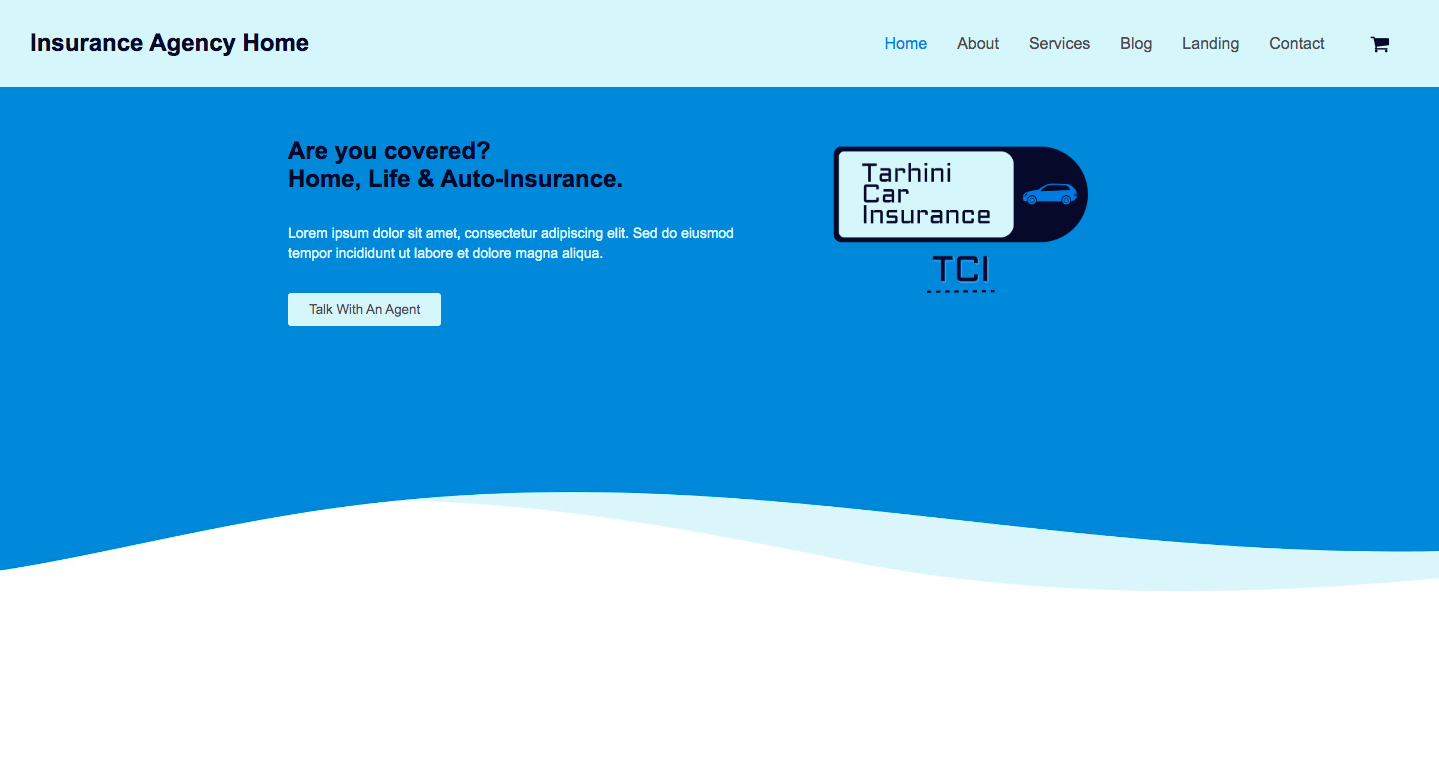 Insurance Agency Home
Home
About
Services
Blog
Landing
Contact
Are you covered?
Home, Life & Auto-Insurance.
Lorem ipsum dolor sit amet, consectetur adipiscing elit. Sed do eiusmod
tempor incididunt ut labore et dolore magna aliqua.
Talk With An Agent
Tarhini
Car
Insurance
TCI